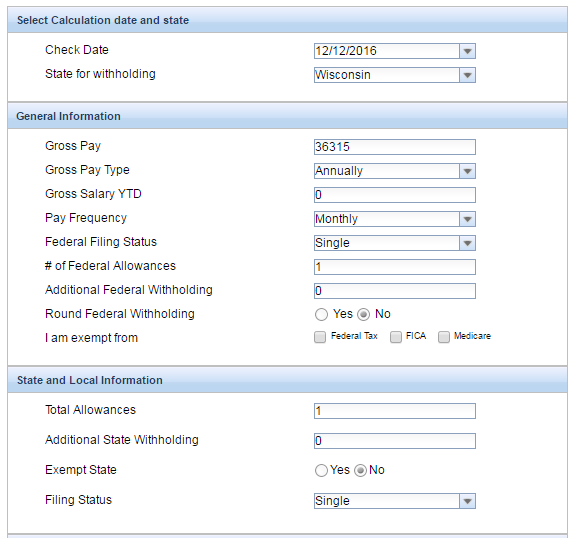 Select Calculation date and state
Check Date 12/12/2016
State for withholding Wisconsin
General Information
Gross Pay 36315
Gross Pay Type Annually
Gross Salary YTD 0
Pay Frequency Monthly
Federal Filing Status Single
# of Federal Allowances 1
Additional Federal Withholding 0
Round Federal Withholding Yes No
I am exempt from Federal Tax FICA Medicare
State and Local Information
Total Allowances 1
Additional State Withholding 0
Exempt State Yes No
Filing Status Single